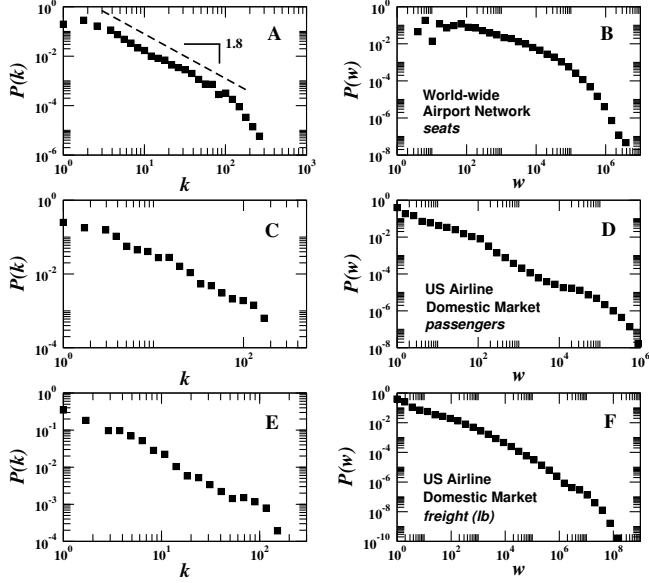 10^0
10^-2
10^-4
10^-6
P(k)
A
1.8
10^0 10^1 10^2 10^3
k
10^0
10^-2
10^-4
10^-6
10^-8
P(w)
B
World-wide
Airport Network
seats
10^0 10^2 10^4 10^6
w
10^0
10^-2
10^-4
P(k)
C
10^0 10^2
k
10^0
10^-2
10^-4
10^-6
10^-8
P(w)
D
US Airline
Domestic Market
passengers
10^0 10^2 10^4 10^6
w
10^0
10^-1
10^-2
10^-3
10^-4
P(k)
E
10^0 10^1 10^2
k
10^0
10^-2
10^-4
10^-6
10^-8
10^-10
P(w)
F
US Airline
Domestic Market
freight (lb)
10^0 10^2 10^4 10^6 10^8
w